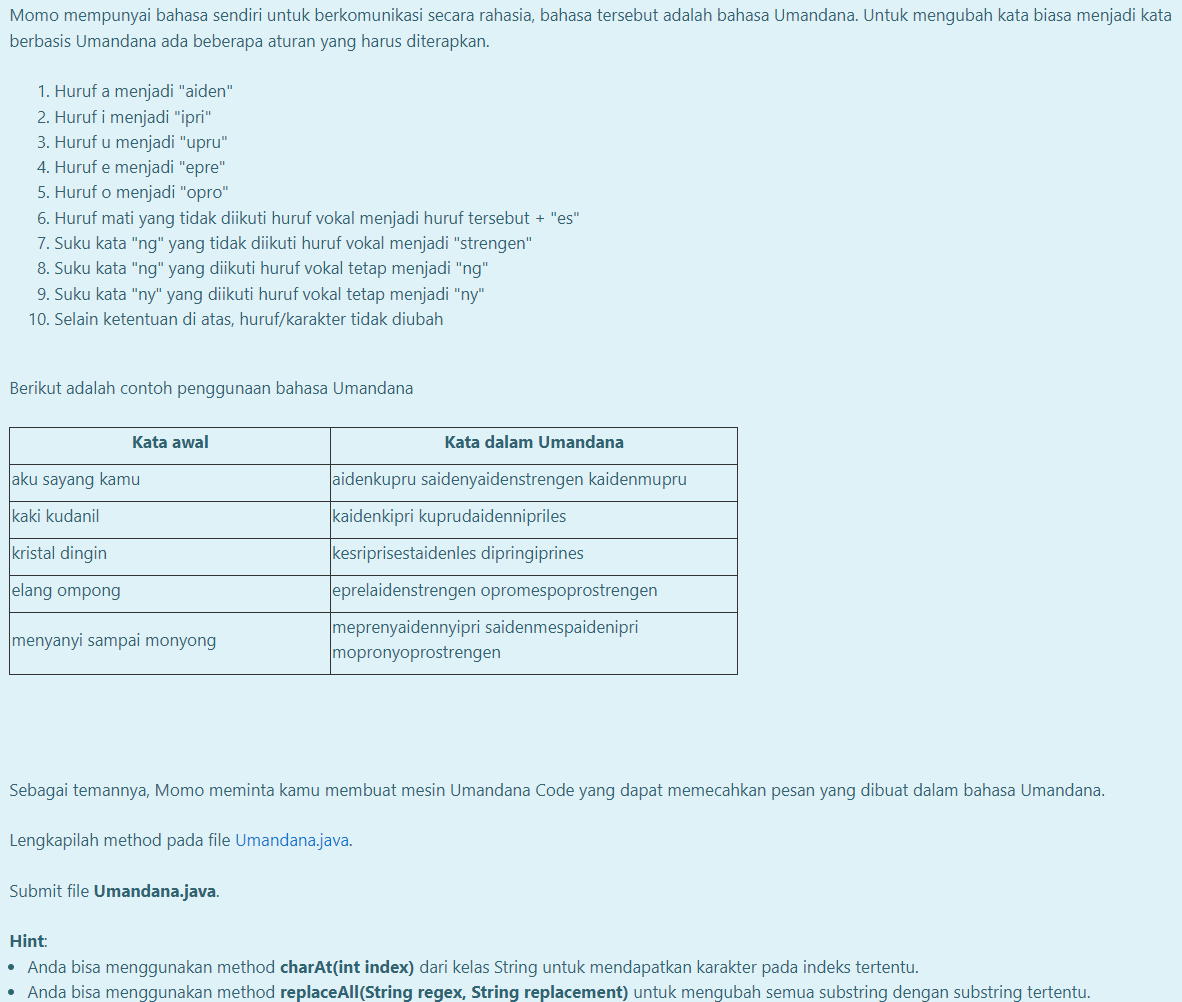 Momo mempunyai bahasa sendiri untuk berkomunikasi secara rahasia, bahasa tersebut adalah bahasa Umandana. Untuk mengubah kata biasa menjadi kata
berbasis Umandana ada beberapa aturan yang harus diterapkan.
1. Huruf a menjadi "aiden"
2. Huruf i menjadi "ipri"
3. Huruf u menjadi "upru"
4. Huruf e menjadi "epre"
5. Huruf o menjadi "opro"
6. Huruf mati yang tidak diikuti huruf vokal menjadi huruf tersebut + "es"
7. Suku kata "ng" yang tidak diikuti huruf vokal menjadi "strengen"
8. Suku kata "ng" yang diikuti huruf vokal tetap menjadi "ng"
9. Suku kata "ny" yang diikuti huruf vokal tetap menjadi "ny"
10. Selain ketentuan di atas, huruf/karakter tidak diubah
Berikut adalah contoh penggunaan bahasa Umandana
Kata awal Kata dalam Umandana
aku sayang kamu aidenkupru saidenyaidenstrengen kaidenmupru
kaki kudanil kaidenkipri kuprudaidennipriles
kristal dingin kesriprisestaidenles dipringiprines
elang ompong eprelaidenstrengen opromespoprostrengen
menyanyi sampai monyong meprenyaidennyipri saidenmespaidenipri
mopronyoprostrengen
Sebagai temannya, Momo meminta kamu membuat mesin Umandana Code yang dapat memecahkan pesan yang dibuat dalam bahasa Umandana.
Lengkapilah method pada file Umandana.java.
Submit file Umandana.java.
Hint:
• Anda bisa menggunakan method charAt(int index) dari kelas String untuk mendapatkan karakter pada indeks tertentu.
• Anda bisa menggunakan method replaceAll(String regex, String replacement) untuk mengubah semua substring dengan substring tertentu.